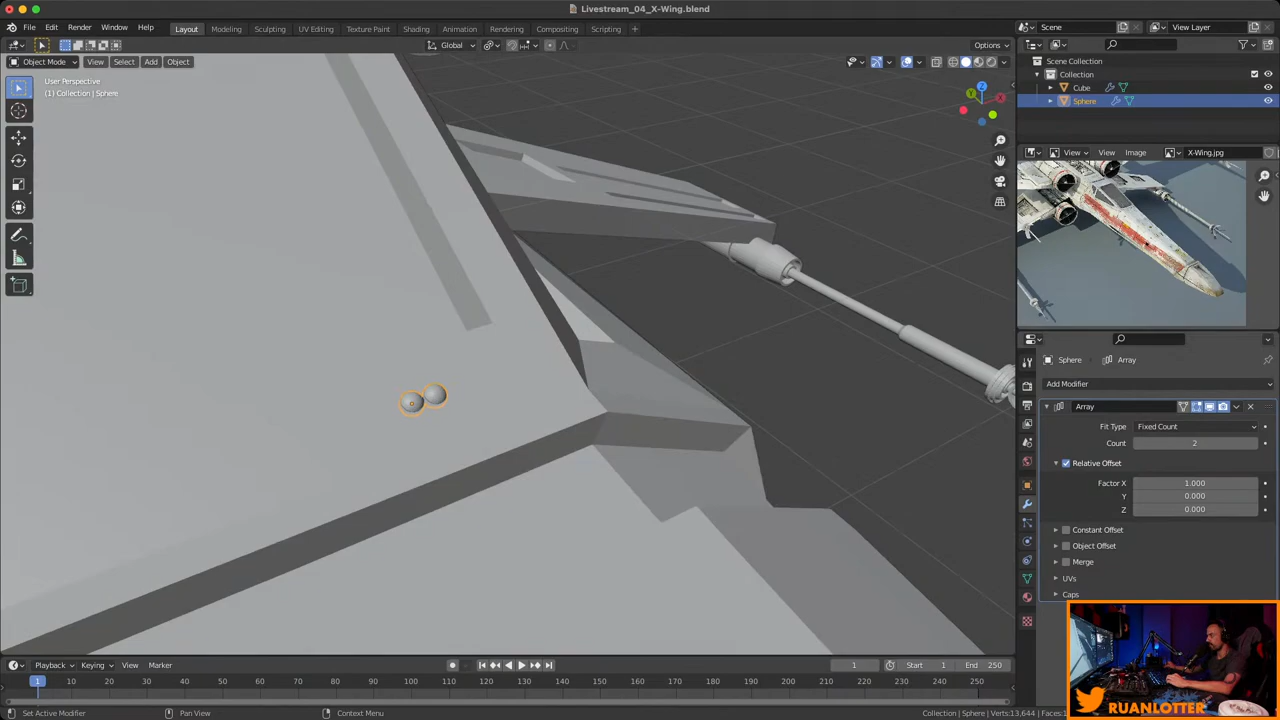 Livestream_04_X-Wing.blend
File Edit Render Window Help Layout Modeling Sculpting UV Editing Texture Paint Shading Animation Rendering Compositing Scripting Scene View Layer
Global Options
Object Mode View Select Add Object
User Perspective
(1) Collection | Sphere
Scene Collection
Collection
Cube
Sphere
View View Image X-Wing.jpg
Sphere Array
Add Modifier
Array
Fit Type Fixed Count
Count 2
Relative Offset
Factor X 1.000
Y 0.000
Z 0.000
Constant Offset
Object Offset
Merge
UVs
Caps
Playback Keying View Marker 1 Start 1 End 250
1 10 20 30 40 50 60 70 80 90 100 110 120 130 140 150 160 170 180 190 200 210 220 230 240 250
Set Active Modifier Pan View Context Menu Collection | Sphere | Verts:13,644
RUANLOTTER